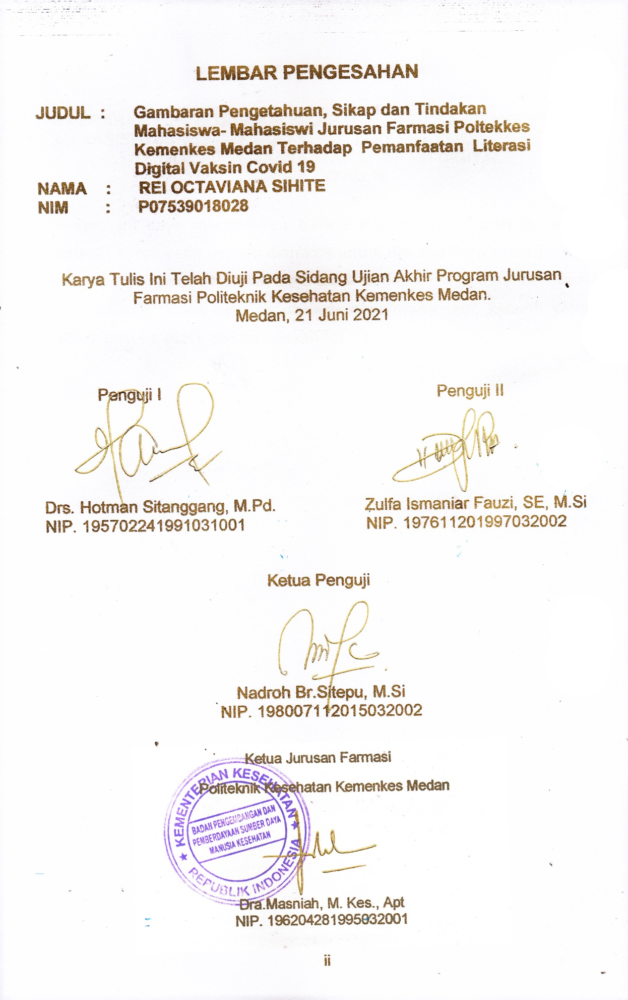 LEMBAR PENGESAHAN
JUDUL : Gambaran Pengetahuan, Sikap dan Tindakan
Mahasiswa- Mahasiswi Jurusan Farmasi Poltekkes
Kemenkes Medan Terhadap Pemanfaatan Literasi
Digital Vaksin Covid 19
NAMA : REI OCTAVIANA SIHITE
NIM : P07539018028
Karya Tulis Ini Telah Diuji Pada Sidang Ujian Akhir Program Jurusan
Farmasi Politeknik Kesehatan Kemenkes Medan.
Medan, 21 Juni 2021
Penguji I
Drs. Hotman Sitanggang, M.Pd.
NIP. 195702241991031001
Penguji II
Zulfa Ismaniar Fauzi, SE, M.Si
NIP. 197611201997032002
Ketua Penguji
Nadroh Br.Sitepu, M.Si
NIP. 198007112015032002
Ketua Jurusan Farmasi
Politeknik Kesehatan Kemenkes Medan
KEMENTERIAN KESEHATAN
BADAN PENGEMBANGAN DAN
PEMBERDAYAAN SUMBER DAYA
MANUSIA KESEHATAN
REPUBLIK INDONESIA
Dra.Masniah, M. Kes., Apt
NIP. 196204281995032001
ii